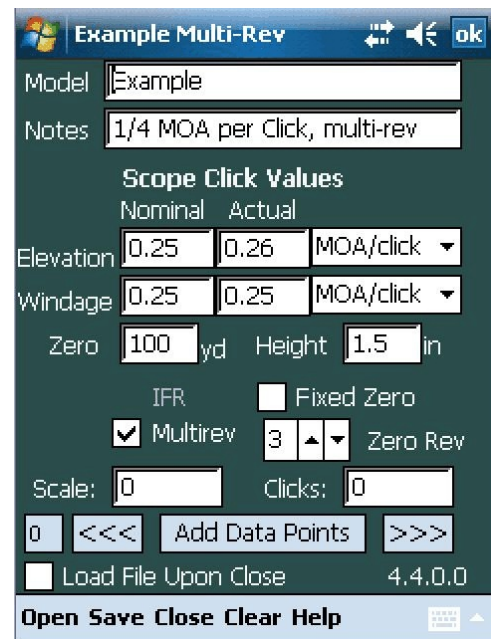 Example Multi-Rev ok
Model Example
Notes 1/4 MOA per Click, multi-rev
Scope Click Values
Nominal Actual
Elevation 0.25 0.26 MOA/click
Windage 0.25 0.25 MOA/click
Zero 100 yd Height 1.5 in
IFR Fixed Zero
Multirev 3 Zero Rev
Scale: 0 Clicks: 0
0 <<< Add Data Points >>>
Load File Upon Close 4.4.0.0
Open Save Close Clear Help